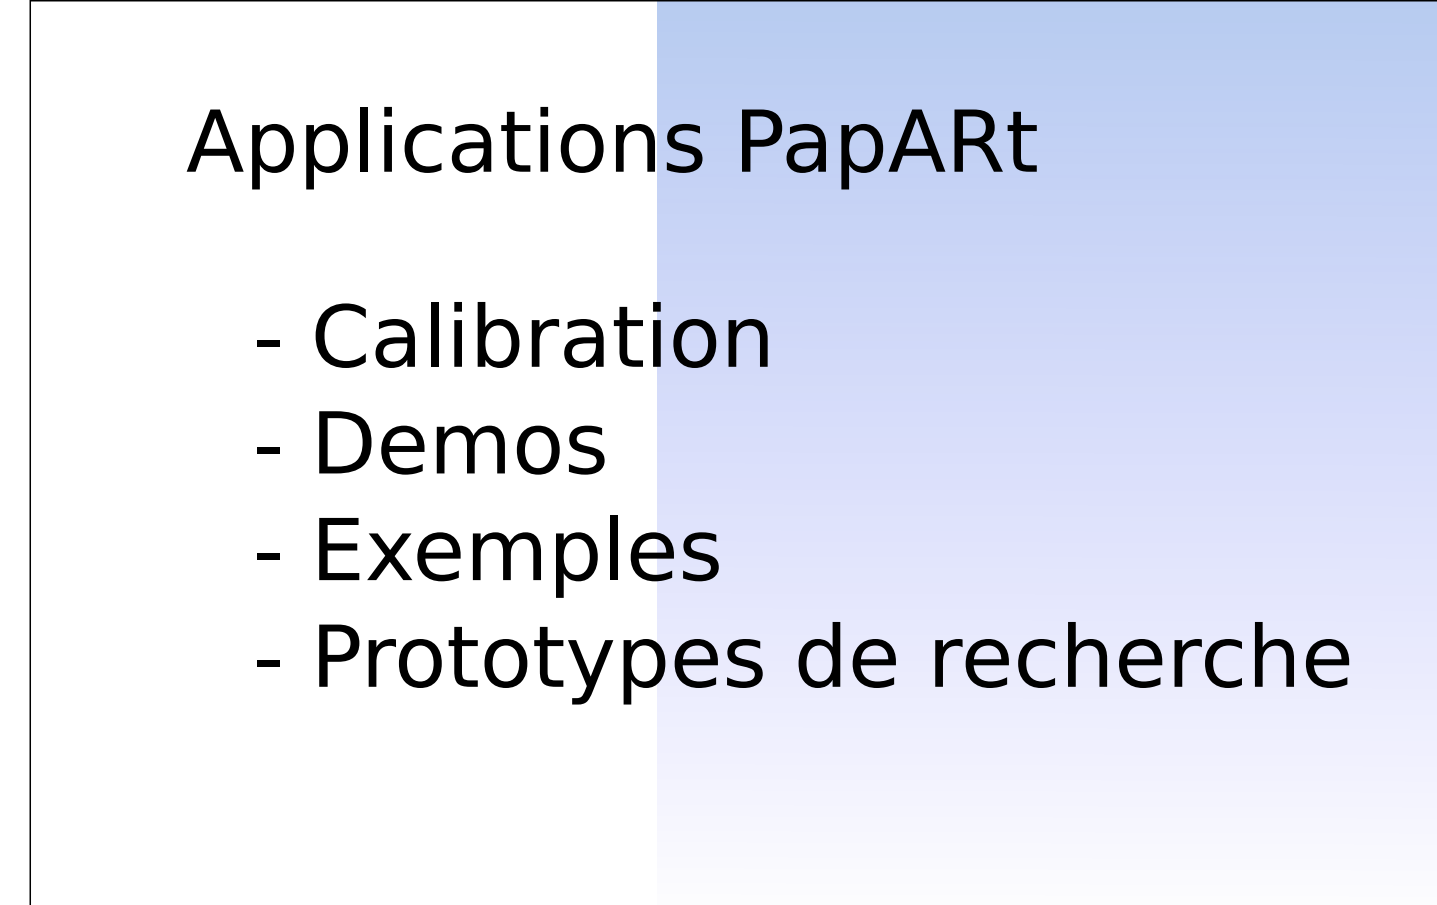 Applications PapARt
- Calibration
- Demos
- Exemples
- Prototypes de recherche